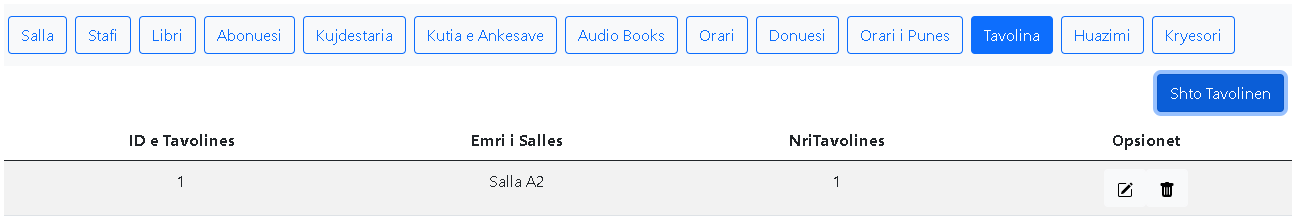 Salla Stafi Libri Abonuesi Kujdestaria Kutia e Ankesave Audio Books Orari Donuesi Orari i Punes Tavolina Huazimi Kryesori
Shto Tavolinen
ID e Tavolines Emri i Salles NriTavolines Opsionet
1 Salla A2 1